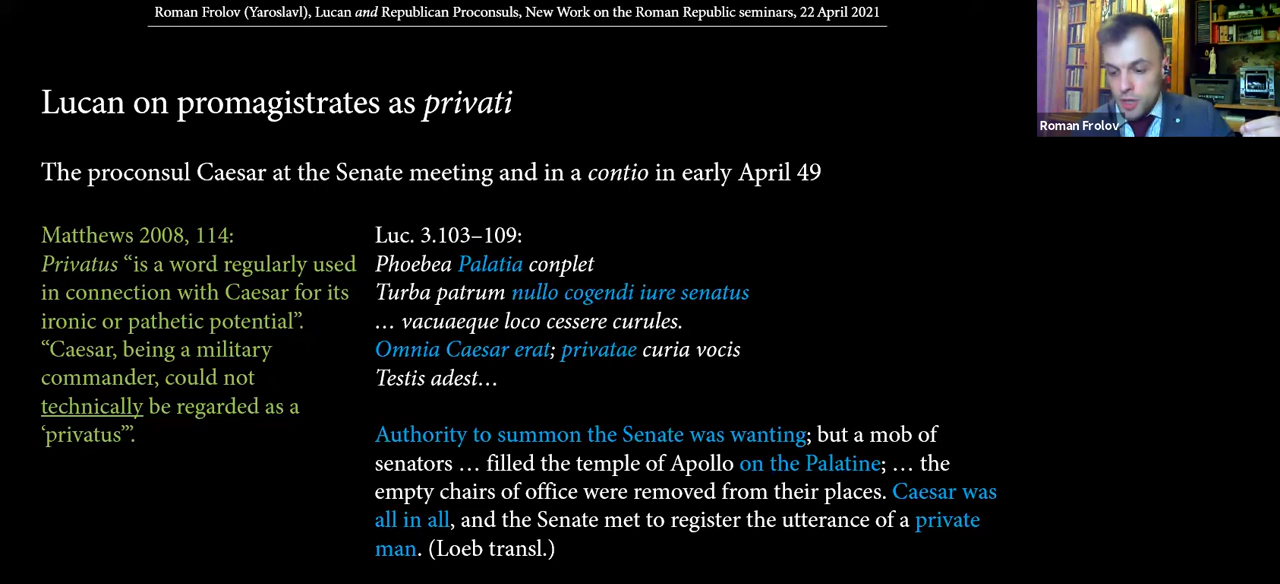 Roman Frolov (Yaroslavl), Lucan and Republican Proconsuls, New Work on the Roman Republic seminars, 22 April 2021
Roman Frolov
Lucan on promagistrates as privati
The proconsul Caesar at the Senate meeting and in a contio in early April 49
Matthews 2008, 114:
Privatus “is a word regularly used
in connection with Caesar for its
ironic or pathetic potential”.
“Caesar, being a military
commander, could not
technically be regarded as a
‘privatus’”.
Luc. 3.103–109:
Phoebea Palatia conplet
Turba patrum nullo cogendi iure senatus
… vacuaeque loco cessere curules.
Omnia Caesar erat; privatae curia vocis
Testis adest…
Authority to summon the Senate was wanting; but a mob of
senators … filled the temple of Apollo on the Palatine; … the
empty chairs of office were removed from their places. Caesar was
all in all, and the Senate met to register the utterance of a private
man. (Loeb transl.)